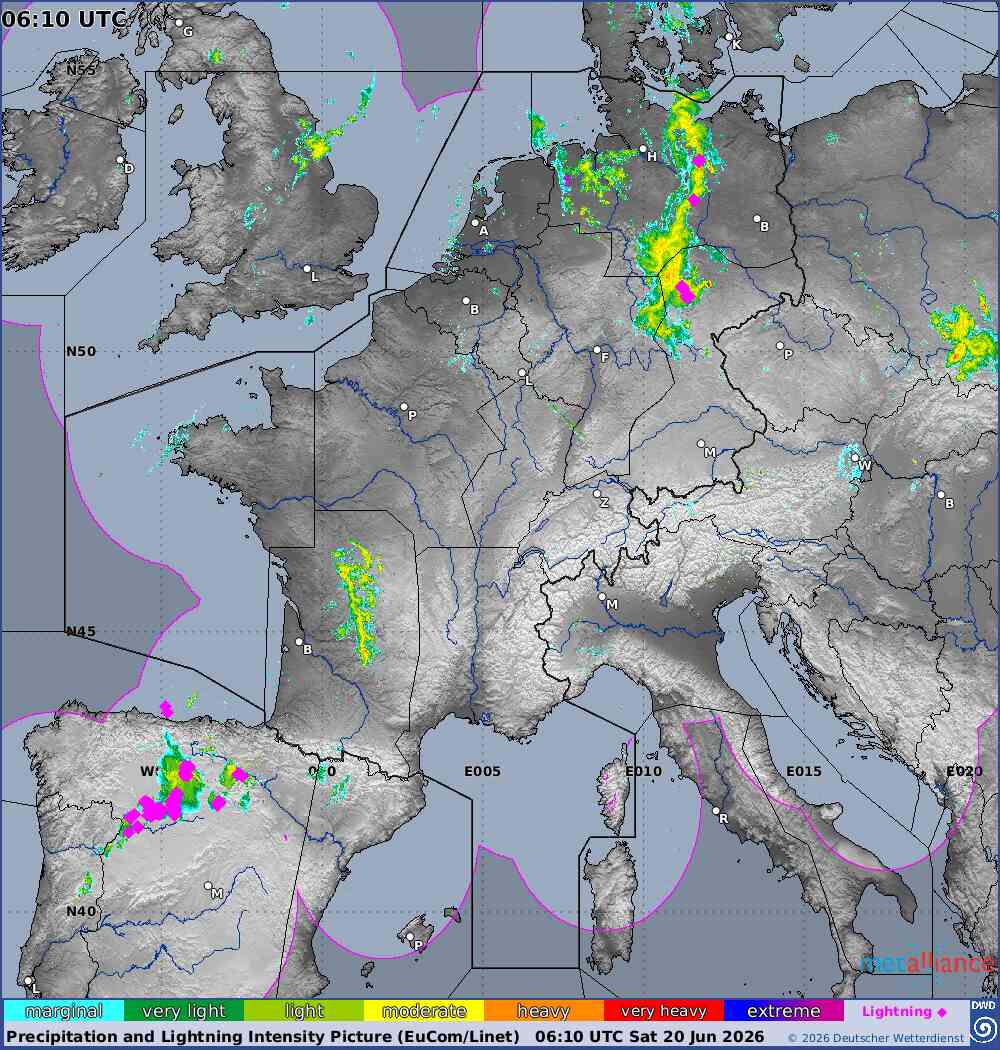 06:10 UTC
G
K
N55
D
H
A
B
L
B
N50
F
P
L
P
M
W
Z
B
M
N45
B
E005
E010
E015
E020
R
M
N40
P
L
metalliance
marginal very light light moderate heavy very heavy extreme Lightning
DWD
Precipitation and Lightning Intensity Picture (EuCom/Linet) 06:10 UTC Sat 20 Jun 2026 © 2026 Deutscher Wetterdienst